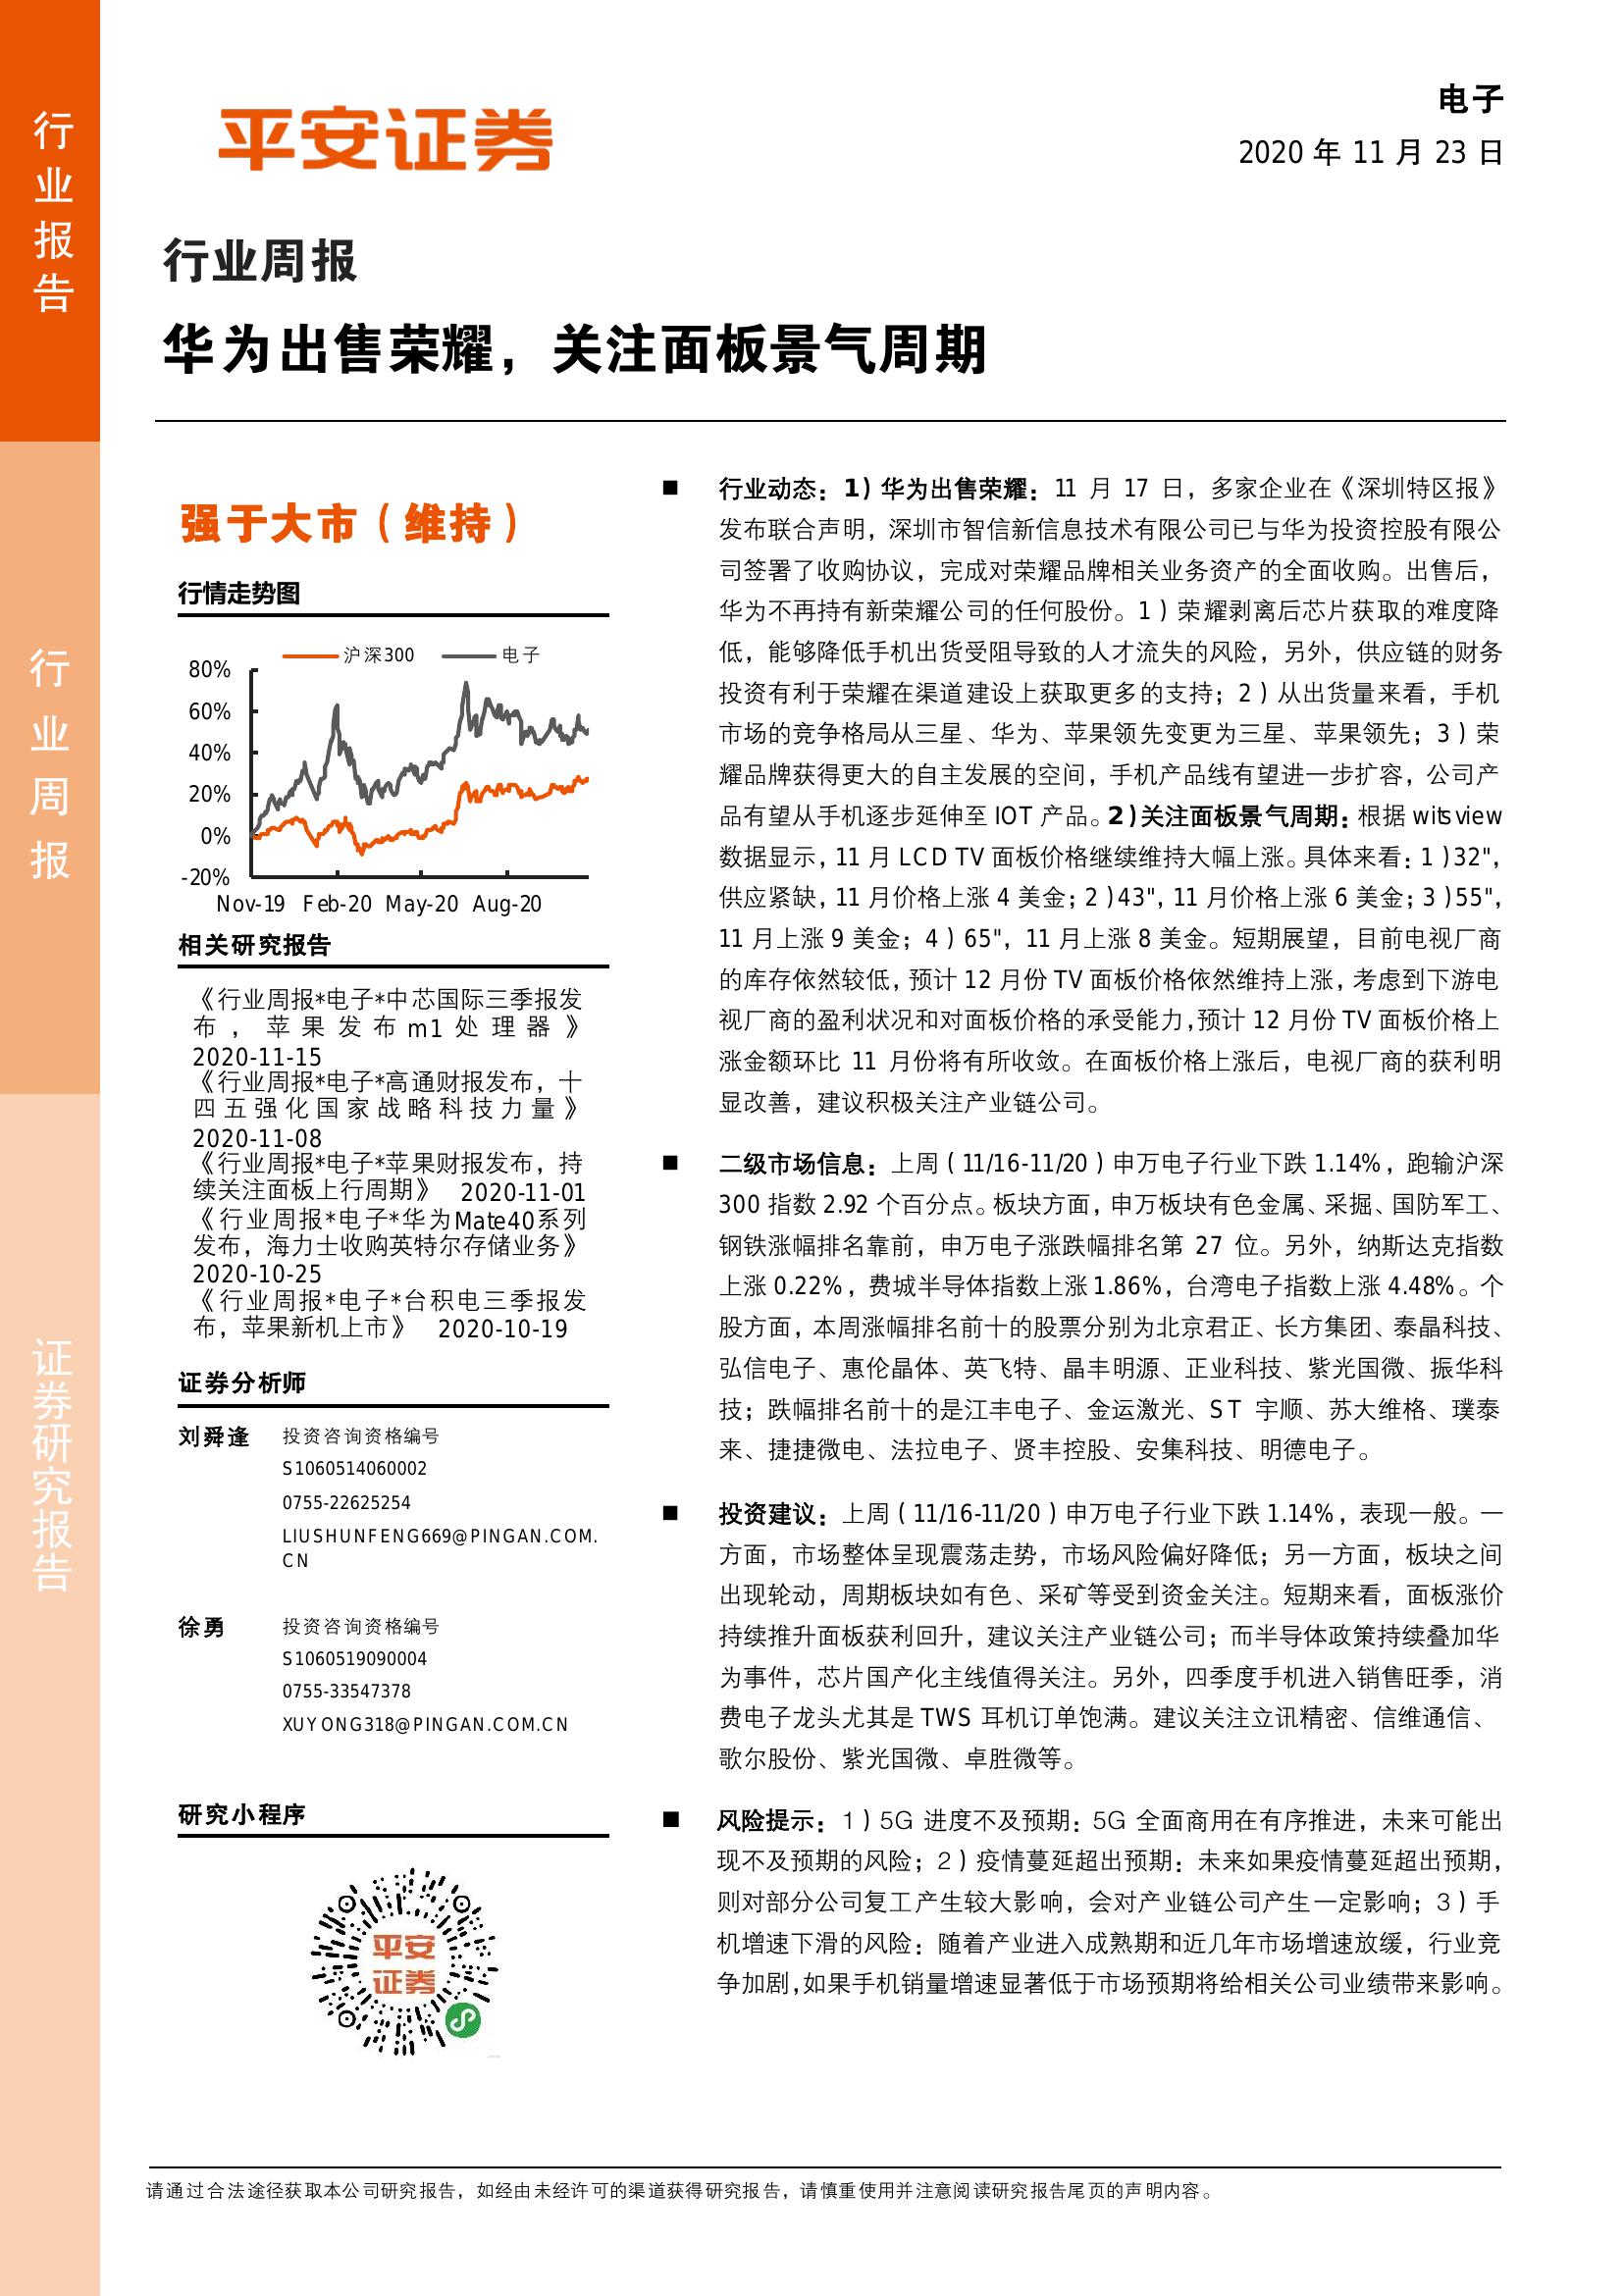 行业报告
行业周报
证券研究报告
平安证券
电子
2020 年 11 月 23 日
行业周报
华为出售荣耀，关注面板景气周期
强于大市（维持）
行情走势图
沪深300 电子
80%
60%
40%
20%
0%
-20%
Nov-19 Feb-20 May-20 Aug-20
相关研究报告
《行业周报*电子*中芯国际三季报发
布，苹果发布m1处理器》
2020-11-15
《行业周报*电子*高通财报发布，十
四五强化国家战略科技力量》
2020-11-08
《行业周报*电子*苹果财报发布，持
续关注面板上行周期》 2020-11-01
《行业周报*电子*华为Mate40系列
发布，海力士收购英特尔存储业务》
2020-10-25
《行业周报*电子*台积电三季报发
布，苹果新机上市》 2020-10-19
证券分析师
刘舜逢 投资咨询资格编号
S1060514060002
0755-22625254
LIUSHUNFENG669@PINGAN.COM.
CN
徐勇 投资咨询资格编号
S1060519090004
0755-33547378
XUYONG318@PINGAN.COM.CN
研究小程序
平安
证券
■ 行业动态：1）华为出售荣耀：11 月 17 日，多家企业在《深圳特区报》
发布联合声明，深圳市智信新信息技术有限公司已与华为投资控股有限公
司签署了收购协议，完成对荣耀品牌相关业务资产的全面收购。出售后，
华为不再持有新荣耀公司的任何股份。1）荣耀剥离后芯片获取的难度降
低，能够降低手机出货受阻导致的人才流失的风险，另外，供应链的财务
投资有利于荣耀在渠道建设上获取更多的支持；2）从出货量来看，手机
市场的竞争格局从三星、华为、苹果领先变更为三星、苹果领先；3）荣
耀品牌获得更大的自主发展的空间，手机产品线有望进一步扩容，公司产
品有望从手机逐步延伸至 IOT 产品。2）关注面板景气周期：根据 witsview
数据显示，11 月 LCD TV 面板价格继续维持大幅上涨。具体来看：1）32"，
供应紧缺，11 月价格上涨 4 美金；2）43"，11 月价格上涨 6 美金；3）55"，
11 月上涨 9 美金；4）65"，11 月上涨 8 美金。短期展望，目前电视厂商
的库存依然较低，预计 12 月份 TV 面板价格依然维持上涨，考虑到下游电
视厂商的盈利状况和对面板价格的承受能力，预计 12 月份 TV 面板价格上
涨金额环比 11 月份将有所收敛。在面板价格上涨后，电视厂商的获利明
显改善，建议积极关注产业链公司。
■ 二级市场信息：上周（11/16-11/20）申万电子行业下跌 1.14%，跑输沪深
300 指数 2.92 个百分点。板块方面，申万板块有色金属、采掘、国防军工、
钢铁涨幅排名靠前，申万电子涨跌幅排名第 27 位。另外，纳斯达克指数
上涨 0.22%，费城半导体指数上涨 1.86%，台湾电子指数上涨 4.48%。个
股方面，本周涨幅排名前十的股票分别为北京君正、长方集团、泰晶科技、
弘信电子、惠伦晶体、英飞特、晶丰明源、正业科技、紫光国微、振华科
技；跌幅排名前十的是江丰电子、金运激光、ST 宇顺、苏大维格、璞泰
来、捷捷微电、法拉电子、贤丰控股、安集科技、明德电子。
■ 投资建议：上周（11/16-11/20）申万电子行业下跌 1.14%，表现一般。一
方面，市场整体呈现震荡走势，市场风险偏好降低；另一方面，板块之间
出现轮动，周期板块如有色、采矿等受到资金关注。短期来看，面板涨价
持续推升面板获利回升，建议关注产业链公司；而半导体政策持续叠加华
为事件，芯片国产化主线值得关注。另外，四季度手机进入销售旺季，消
费电子龙头尤其是 TWS 耳机订单饱满。建议关注立讯精密、信维通信、
歌尔股份、紫光国微、卓胜微等。
■ 风险提示：1）5G 进度不及预期：5G 全面商用在有序推进，未来可能出
现不及预期的风险；2）疫情蔓延超出预期：未来如果疫情蔓延超出预期，
则对部分公司复工产生较大影响，会对产业链公司产生一定影响；3）手
机增速下滑的风险：随着产业进入成熟期和近几年市场增速放缓，行业竞
争加剧，如果手机销量增速显著低于市场预期将给相关公司业绩带来影响。
请通过合法途径获取本公司研究报告，如经由未经许可的渠道获得研究报告，请慎重使用并注意阅读研究报告尾页的声明内容。